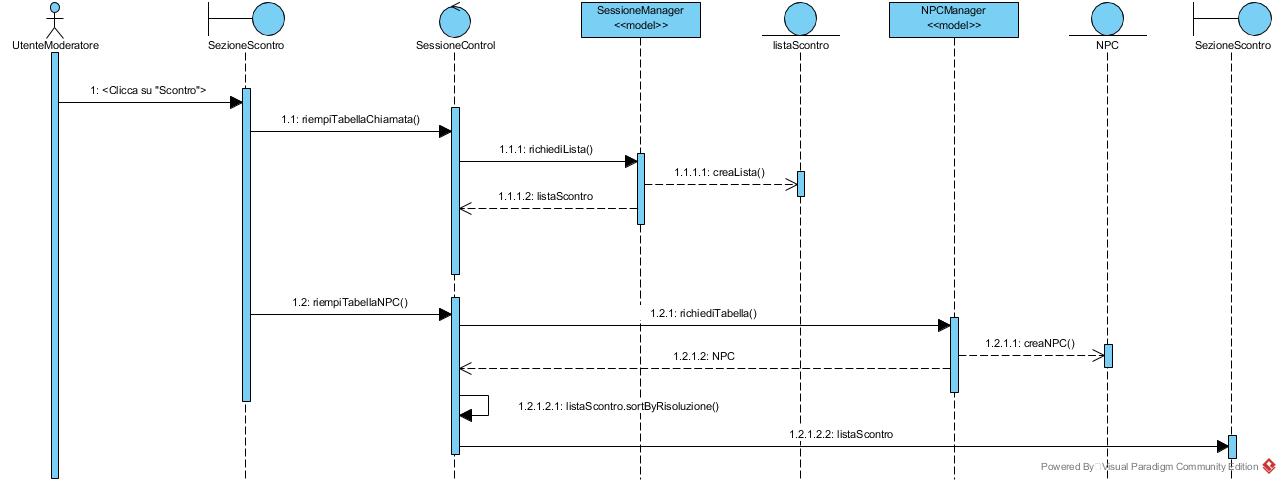 SessioneManager
<<model>>
NPCManager
<<model>>
UtenteModeratore
SezioneScontro
SessioneControl
listaScontro
NPC
SezioneScontro
1: <Clicca su "Scontro">
1.1: riempiTabellaChiamata()
1.1.1: richiediLista()
1.1.1.1: creaLista()
1.1.1.2: listaScontro
1.2: riempiTabellaNPC()
1.2.1: richiediTabella()
1.2.1.1: creaNPC()
1.2.1.2: NPC
1.2.1.2.1: listaScontro.sortByRisoluzione()
1.2.1.2.2: listaScontro
Powered By Visual Paradigm Community Edition